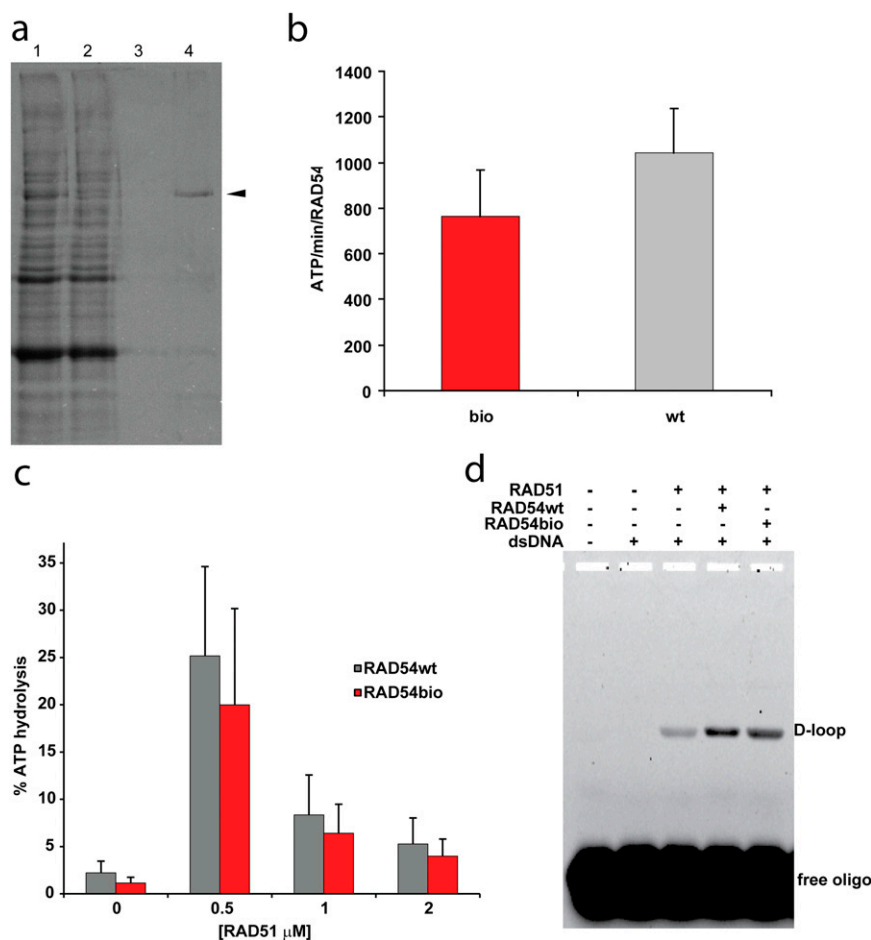 a
1 2 3 4
b
1400
1200
1000
800
600
400
200
0
ATP/min/RAD54
bio wt
c
35
30
25
20
15
10
5
0
% ATP hydrolysis
RAD54wt
RAD54bio
0 0.5 1 2
[RAD51 μM]
d
RAD51 - - + + +
RAD54wt - - - + -
RAD54bio - - - - +
dsDNA - + + + +
D-loop
free oligo